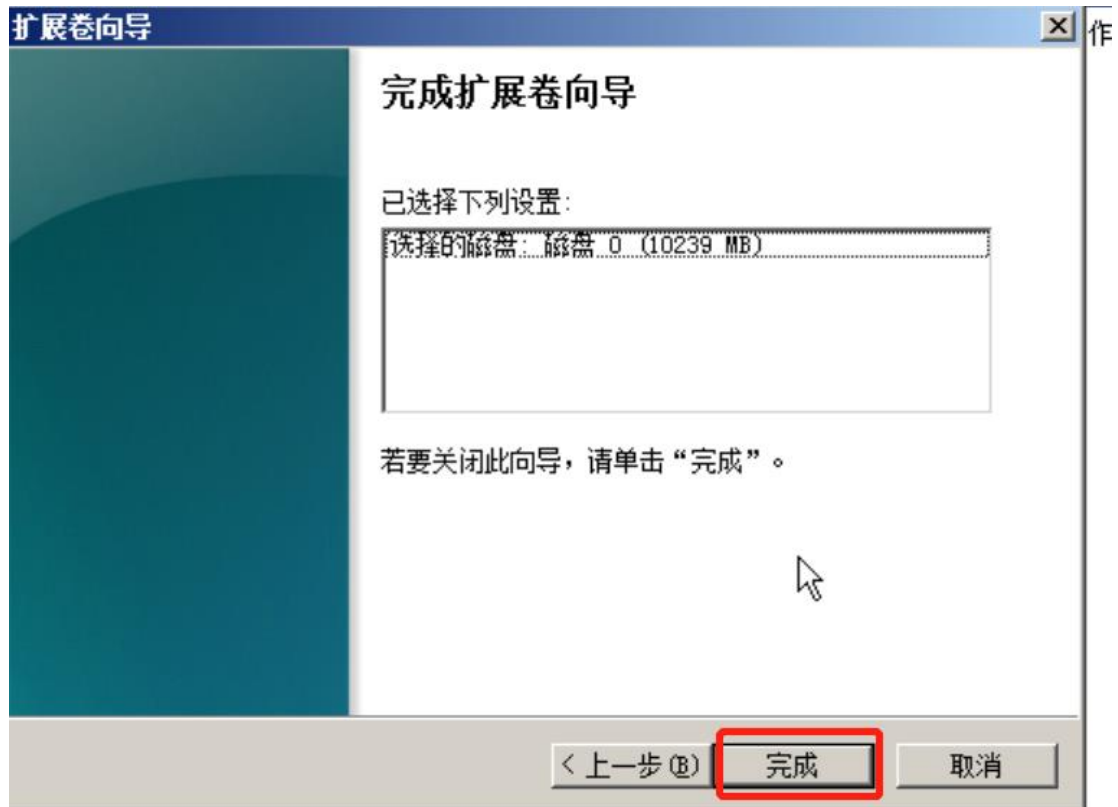 扩展卷向导
作
完成扩展卷向导
已选择下列设置:
选择的磁盘: 磁盘 0 (10239 MB)
若要关闭此向导，请单击“完成”。
< 上一步(B)
完成
取消